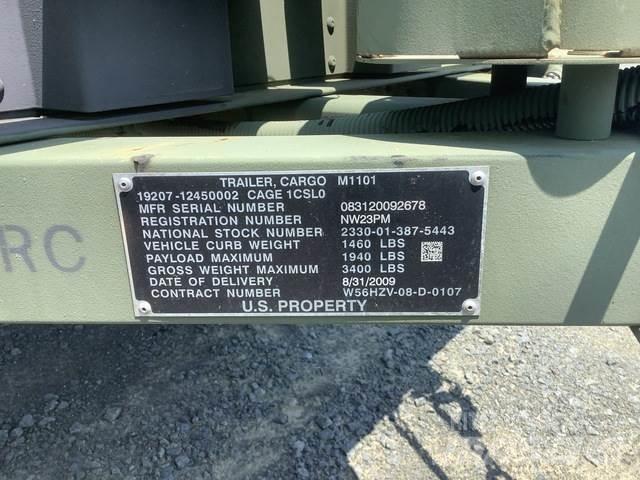 TRAILER, CARGO M1101
19207-12450002 CAGE 1CSL0
MFR SERIAL NUMBER 083120092678
REGISTRATION NUMBER NW23PM
NATIONAL STOCK NUMBER 2330-01-387-5443
VEHICLE CURB WEIGHT 1460 LBS
PAYLOAD MAXIMUM 1940 LBS
GROSS WEIGHT MAXIMUM 3400 LBS
DATE OF DELIVERY 8/31/2009
CONTRACT NUMBER W56HZV-08-D-0107
U.S. PROPERTY
RC